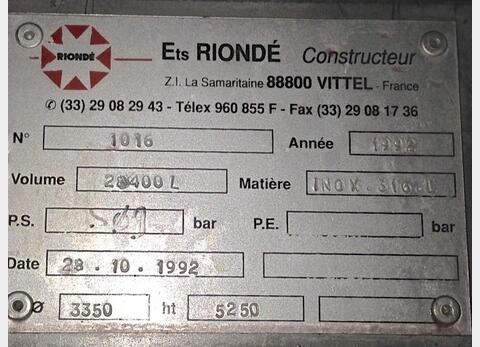 RIONDÉ
Ets RIONDÉ Constructeur
Z.I. La Samaritaine 88800 VITTEL - France
✆ (33) 29 08 29 43 - Télex 960 855 F - Fax (33) 29 08 17 36
N° 1016 Année 1992
Volume 28400 L Matière INOX.316.L
P.S. bar P.E. bar
Date 28.10.1992
Ø 3350 ht 5250